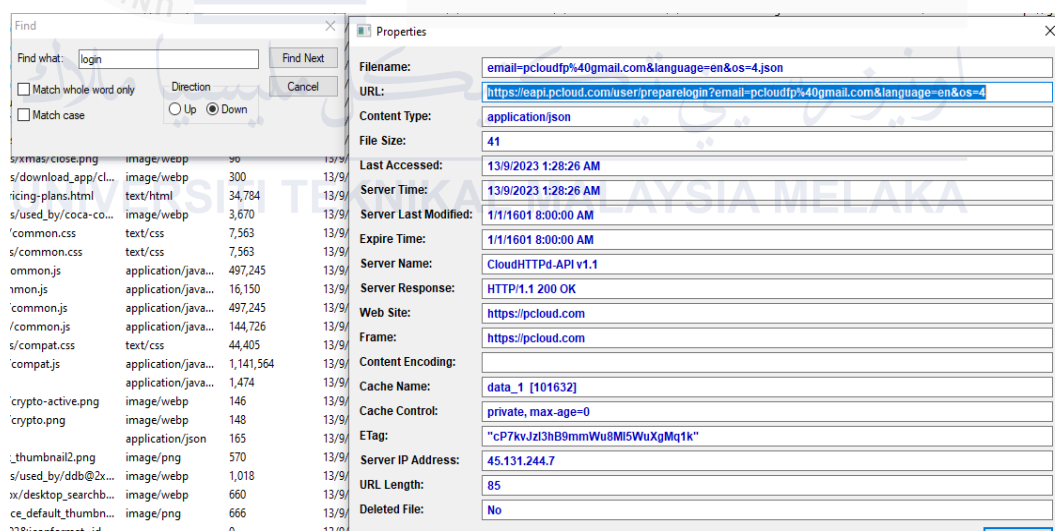 Find
Find what: login
Find Next
Match whole word only
Match case
Direction
Up Down
Cancel
s/xmas/close.png image/webp 96 13/9/
s/download_app/cl... image/webp 300 13/9/
ricing-plans.html text/html 34,784 13/9/
s/used_by/coca-co... image/webp 3,670 13/9/
/common.css text/css 7,563 13/9/
s/common.css text/css 7,563 13/9/
ommon.js application/java... 497,245 13/9/
nmon.js application/java... 16,150 13/9/
/common.js application/java... 497,245 13/9/
/common.js application/java... 144,726 13/9/
s/compat.css text/css 44,405 13/9/
/compat.js application/java... 1,141,564 13/9/
application/java... 1,474 13/9/
/crypto-active.png image/webp 146 13/9/
/crypto.png image/webp 148 13/9/
application/json 165 13/9/
_thumbnail2.png image/png 570 13/9/
s/used_by/ddb@2x... image/webp 1,018 13/9/
ox/desktop_searchb... image/webp 660 13/9/
ce_default_thumbn... image/png 666 13/9/
Properties
Filename: email=pcloudfp%40gmail.com&language=en&os=4.json
URL: https://eapi.pcloud.com/user/preparelogin?email=pcloudfp%40gmail.com&language=en&os=4
Content Type: application/json
File Size: 41
Last Accessed: 13/9/2023 1:28:26 AM
Server Time: 13/9/2023 1:28:26 AM
Server Last Modified: 1/1/1601 8:00:00 AM
Expire Time: 1/1/1601 8:00:00 AM
Server Name: CloudHTTPd-API v1.1
Server Response: HTTP/1.1 200 OK
Web Site: https://pcloud.com
Frame: https://pcloud.com
Content Encoding:
Cache Name: data_1 [101632]
Cache Control: private, max-age=0
ETag: "cP7kvJzl3hB9mmWu8Ml5WuXgMq1k"
Server IP Address: 45.131.244.7
URL Length: 85
Deleted File: No
UNIVERSITI TEKNIKAL MALAYSIA MELAKA